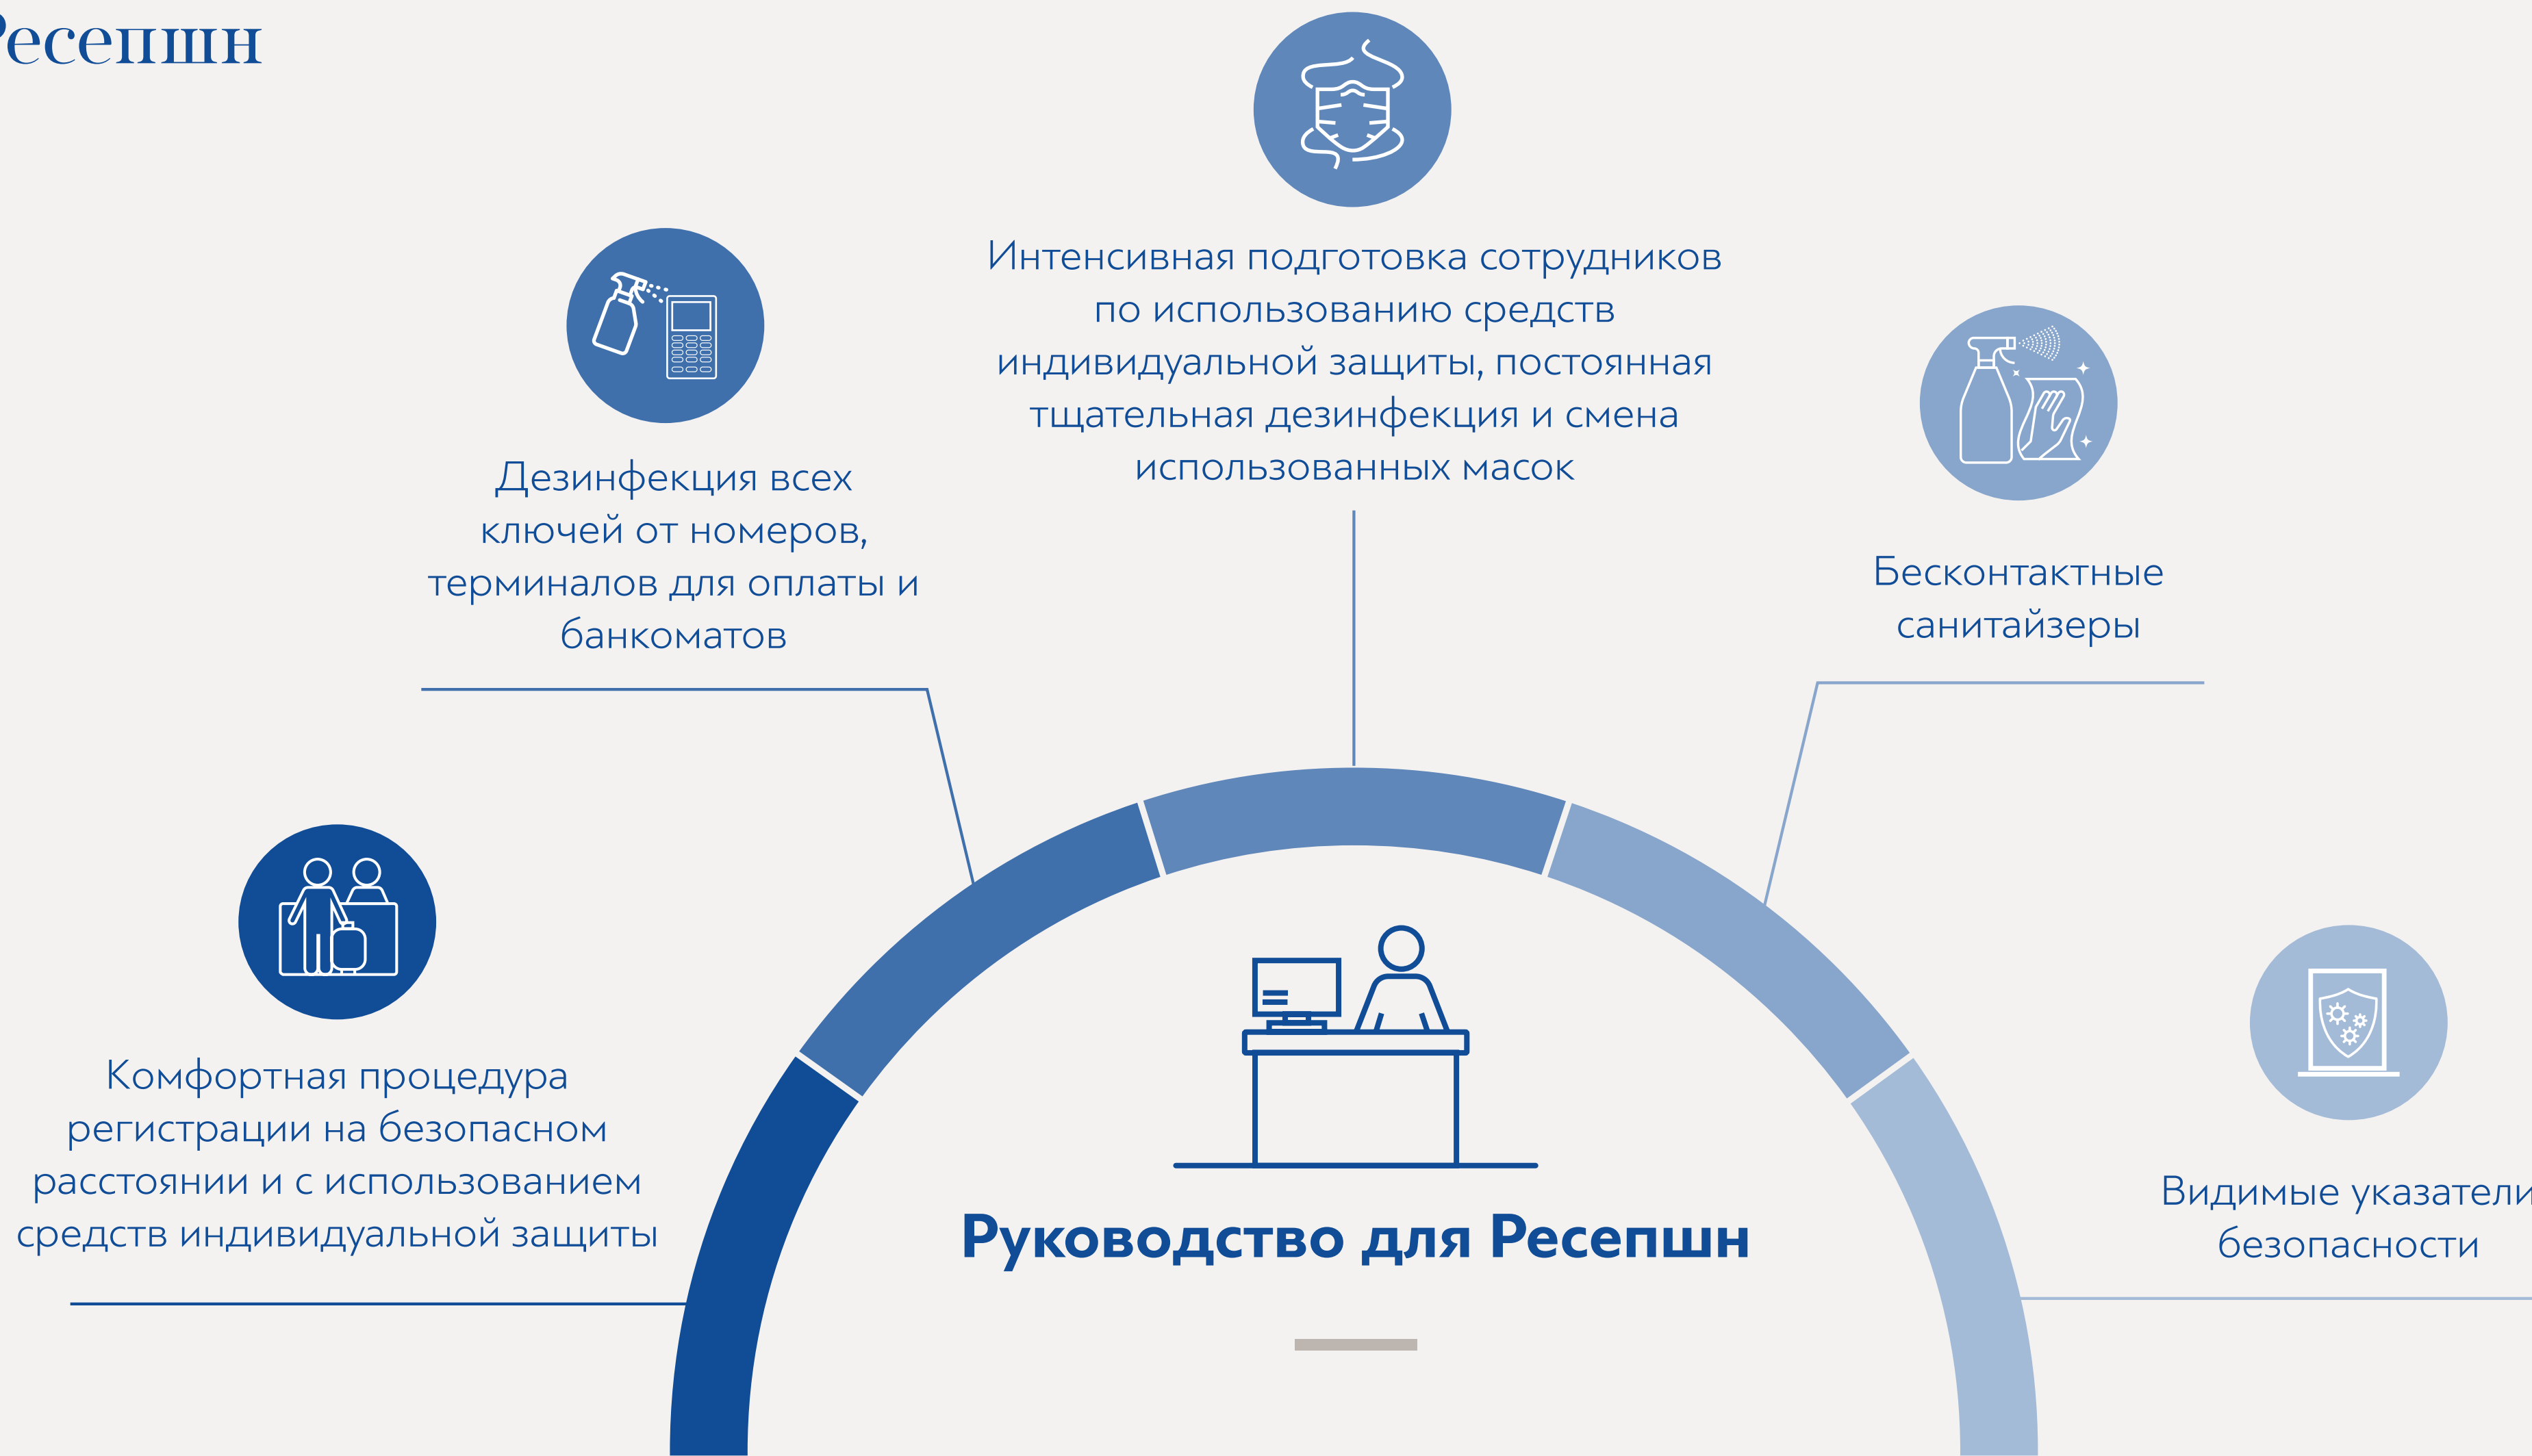 Ресепшн
Интенсивная подготовка сотрудников
по использованию средств
индивидуальной защиты, постоянная
тщательная дезинфекция и смена
использованных масок
Дезинфекция всех
ключей от номеров,
терминалов для оплаты и
банкоматов
Бесконтактные
санитайзеры
Комфортная процедура
регистрации на безопасном
расстоянии и с использованием
средств индивидуальной защиты
Видимые указатели
безопасности
Руководство для Ресепшн